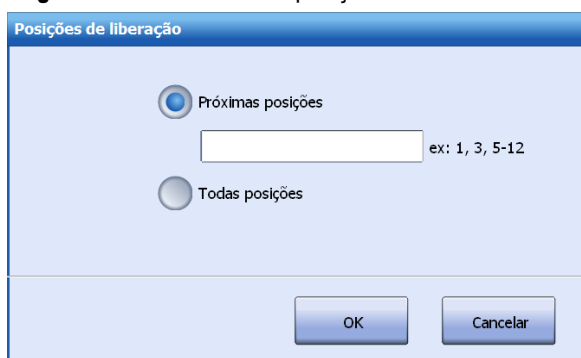 Posições de liberação
Próximas posições
ex: 1, 3, 5-12
Todas posições
OK
Cancelar